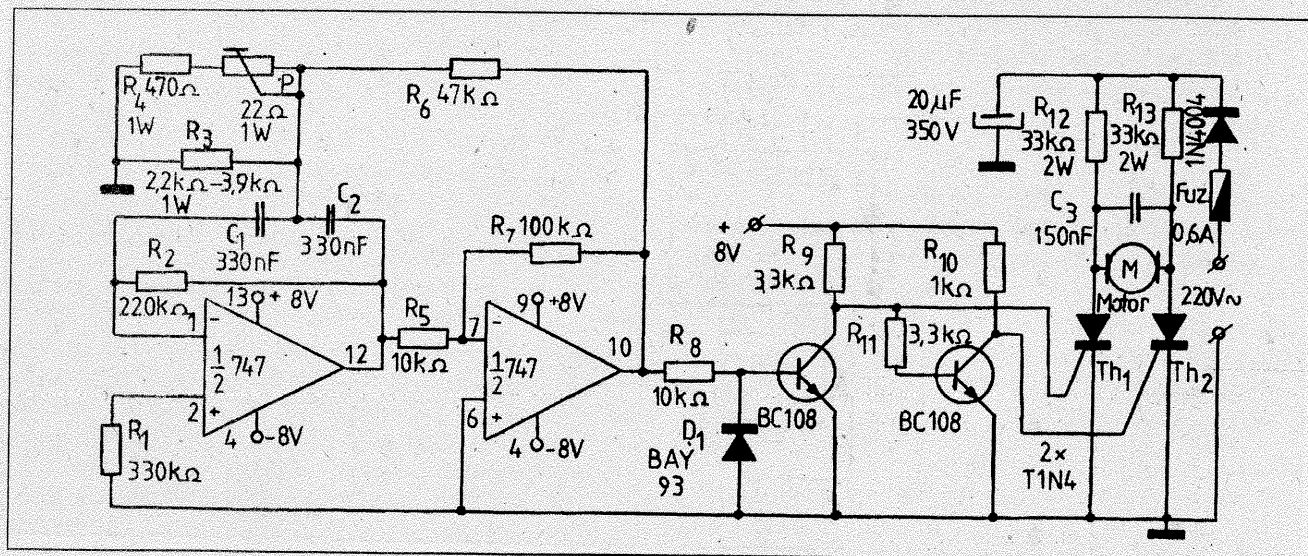 R4 470Ω
1W
P
22Ω
1W
R3
2,2kΩ-3,9kΩ
1W
R6 47KΩ
C1
330nF
C2
330nF
R2
220kΩ
R7 100kΩ
1
-
13 + 8V
1/2 747
12
2
+
4 -8V
R1
330kΩ
R5
10kΩ
7
-
9 +8V
1/2 747
10
6
+
4 -8V
R8
10kΩ
D1
BAY
93
+
8V
R9
3,3kΩ
R10
1kΩ
R11
3,3kΩ
BC108
BC108
20μF
350V
R12
33kΩ
2W
R13
33kΩ
2W
1N4004
Fuz
0,6A
C3
150nF
M
Motor
220V~
Th1
Th2
2×
T1N4